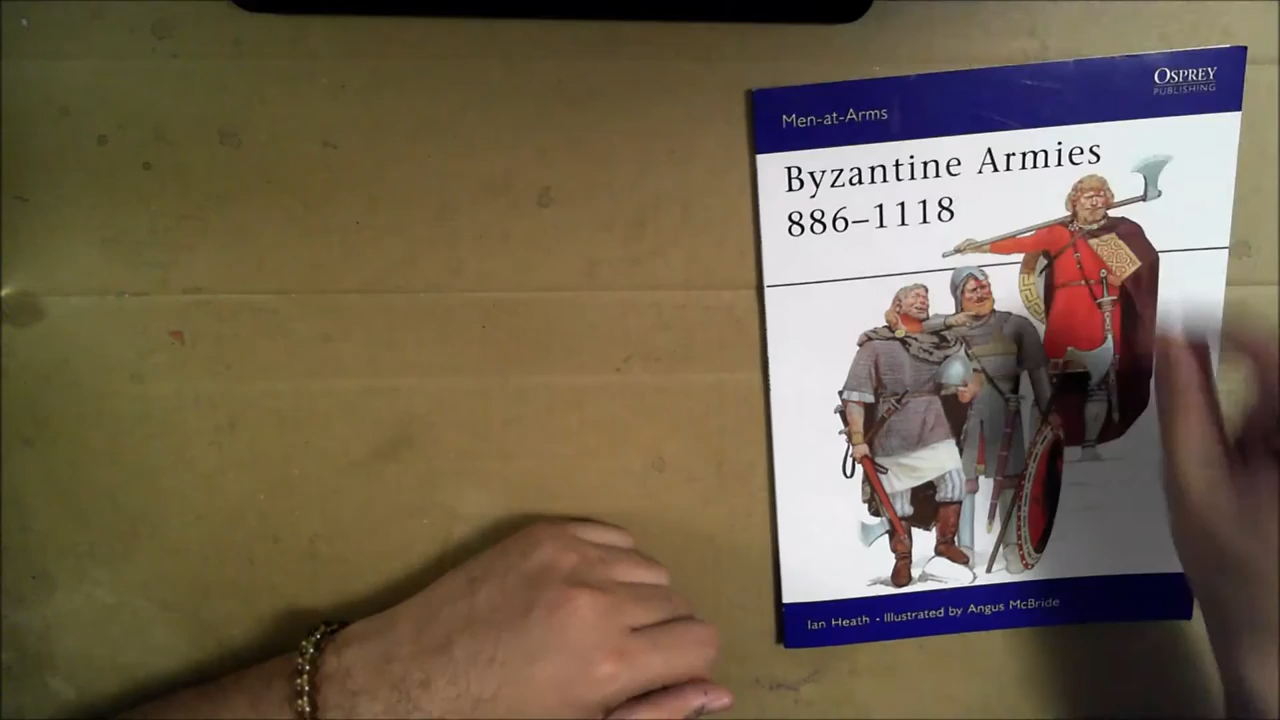 OSPREY
PUBLISHING
Men-at-Arms
Byzantine Armies
886–1118
Ian Heath · Illustrated by Angus McBride